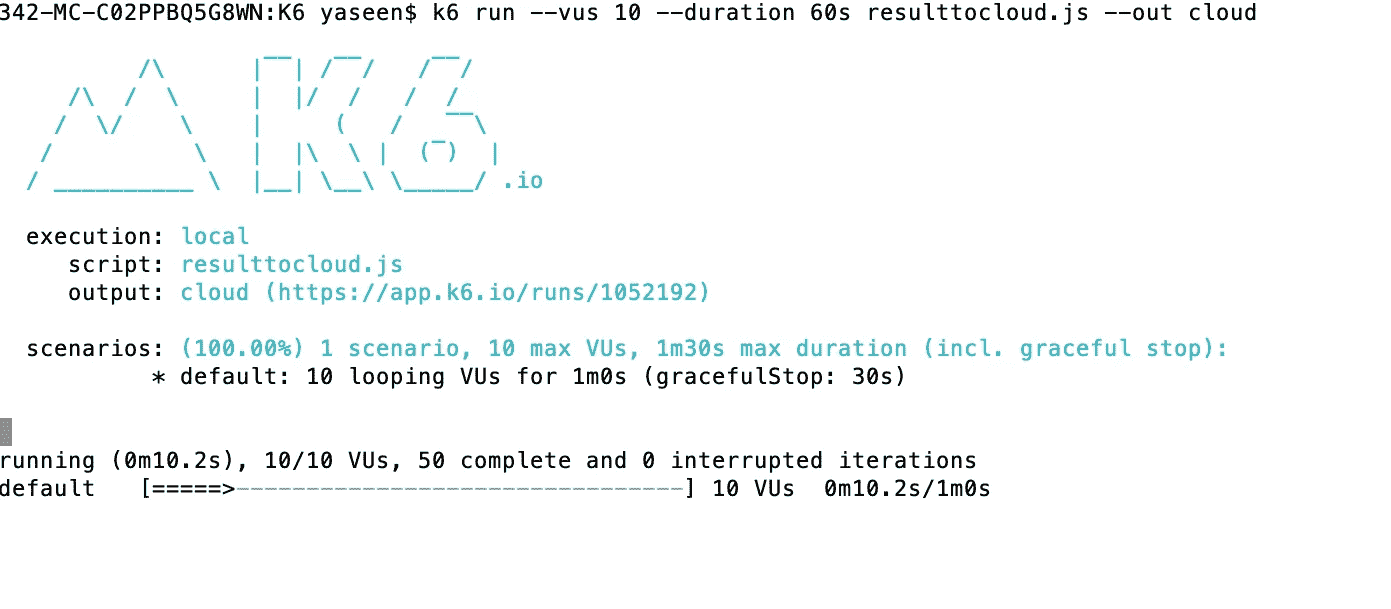 342-MC-C02PPBQ5G8WN:K6 yaseen$ k6 run --vus 10 --duration 60s resulttocloud.js --out cloud
K6
.io
execution: local
script: resulttocloud.js
output: cloud (https://app.k6.io/runs/1052192)
scenarios: (100.00%) 1 scenario, 10 max VUs, 1m30s max duration (incl. graceful stop):
* default: 10 looping VUs for 1m0s (gracefulStop: 30s)
running (0m10.2s), 10/10 VUs, 50 complete and 0 interrupted iterations
default [=====>--------------------------------] 10 VUs 0m10.2s/1m0s